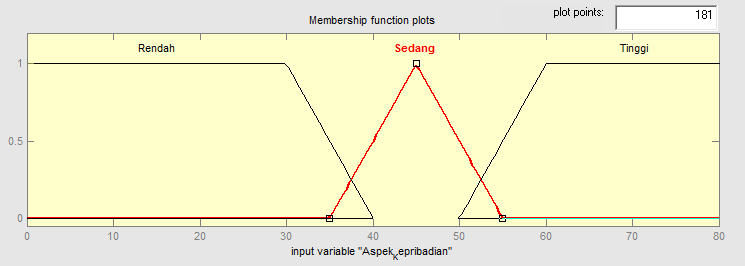 plot points: 181
Membership function plots
Rendah Sedang Tinggi
1
0.5
0
0 10 20 30 40 50 60 70 80
input variable "Aspek_Kepribadian"